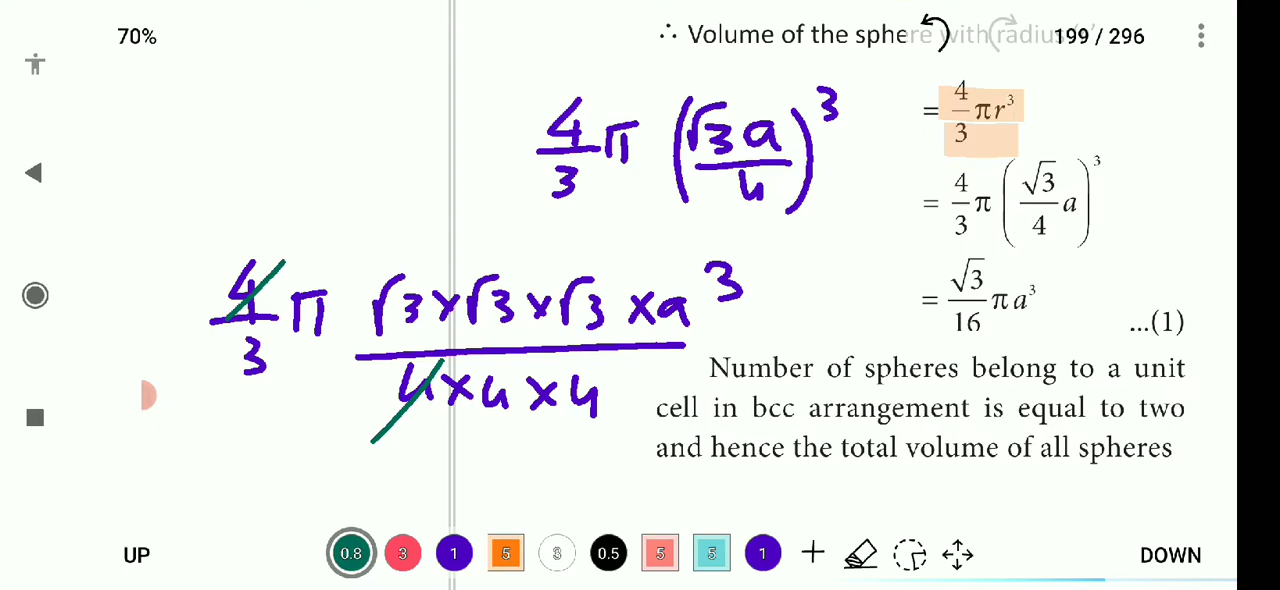 70%
∴ Volume of the sphere with radius 'r'
199 / 296
4/3 π (√3 a/4)³
= 4/3 πr³
= 4/3 π (√3/4 a)³
4/3 π √3×√3×√3×a³/4×4×4
= √3/16 πa³ ...(1)
Number of spheres belong to a unit
cell in bcc arrangement is equal to two
and hence the total volume of all spheres
UP
0.8 3 1 5 3 0.5 5 5 1 +
DOWN